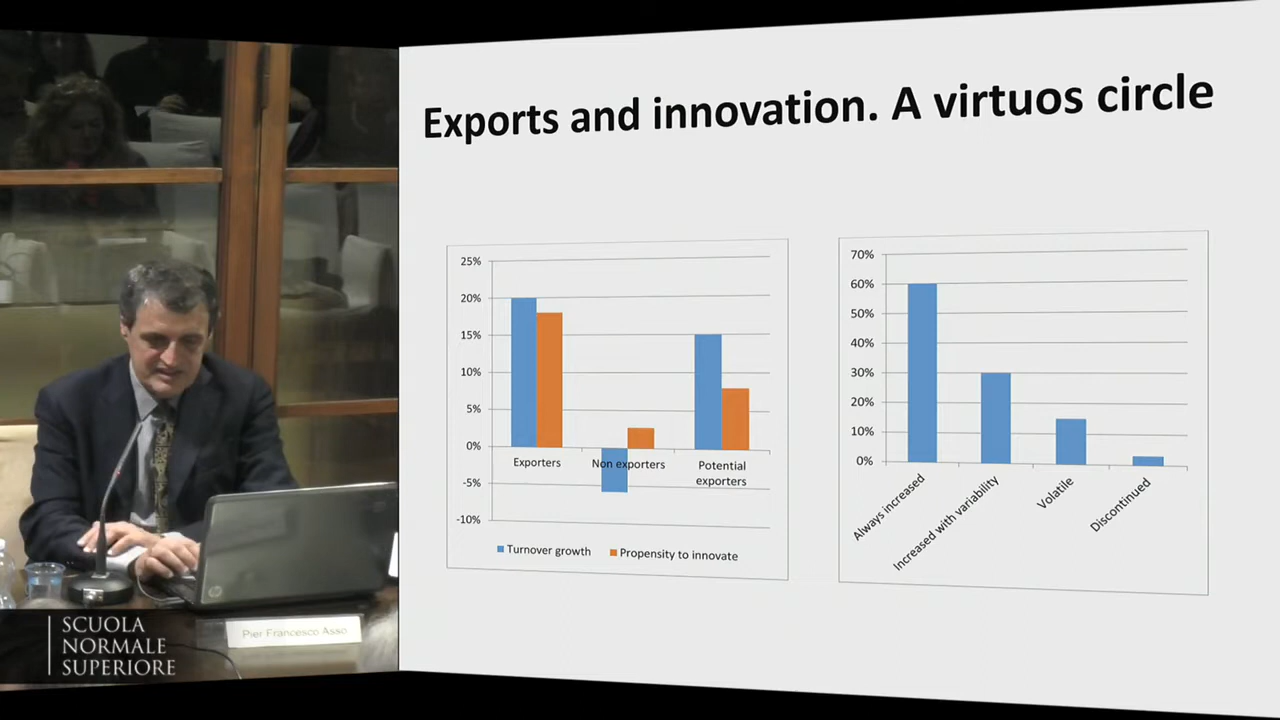 Exports and innovation. A virtuos circle
25%
20%
15%
10%
5%
0%
-5%
-10%
Exporters
Non exporters
Potential
exporters
Turnover growth
Propensity to innovate
70%
60%
50%
40%
30%
20%
10%
0%
Always increased
Increased with variability
Volatile
Discontinued
Pier Francesco Asso
SCUOLA
NORMALE
SUPERIORE